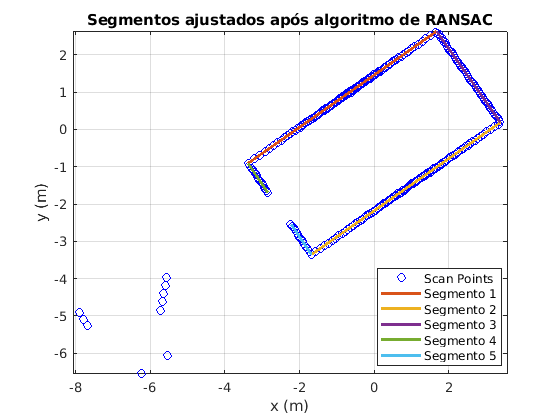 Segmentos ajustados após algoritmo de RANSAC
2
1
0
-1
-2
-3
-4
-5
-6
y (m)
Scan Points
Segmento 1
Segmento 2
Segmento 3
Segmento 4
Segmento 5
-8 -6 -4 -2 0 2
x (m)